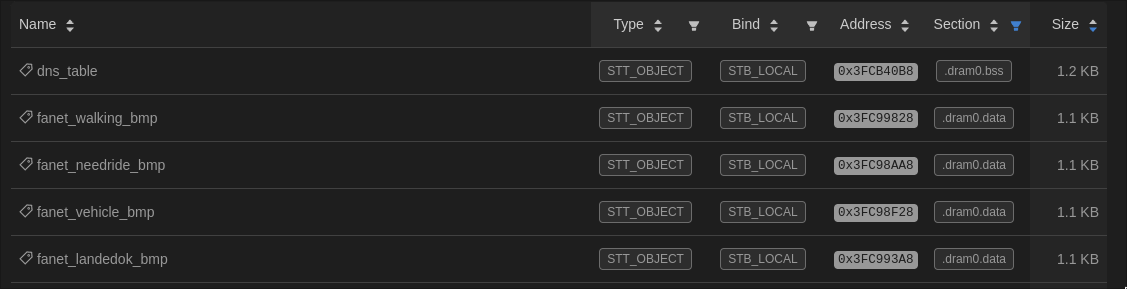 Name Type Bind Address Section Size
dns_table STT_OBJECT STB_LOCAL 0x3FCB40B8 .dram0.bss 1.2 KB
fanet_walking_bmp STT_OBJECT STB_LOCAL 0x3FC99828 .dram0.data 1.1 KB
fanet_needride_bmp STT_OBJECT STB_LOCAL 0x3FC98AA8 .dram0.data 1.1 KB
fanet_vehicle_bmp STT_OBJECT STB_LOCAL 0x3FC98F28 .dram0.data 1.1 KB
fanet_landedok_bmp STT_OBJECT STB_LOCAL 0x3FC993A8 .dram0.data 1.1 KB